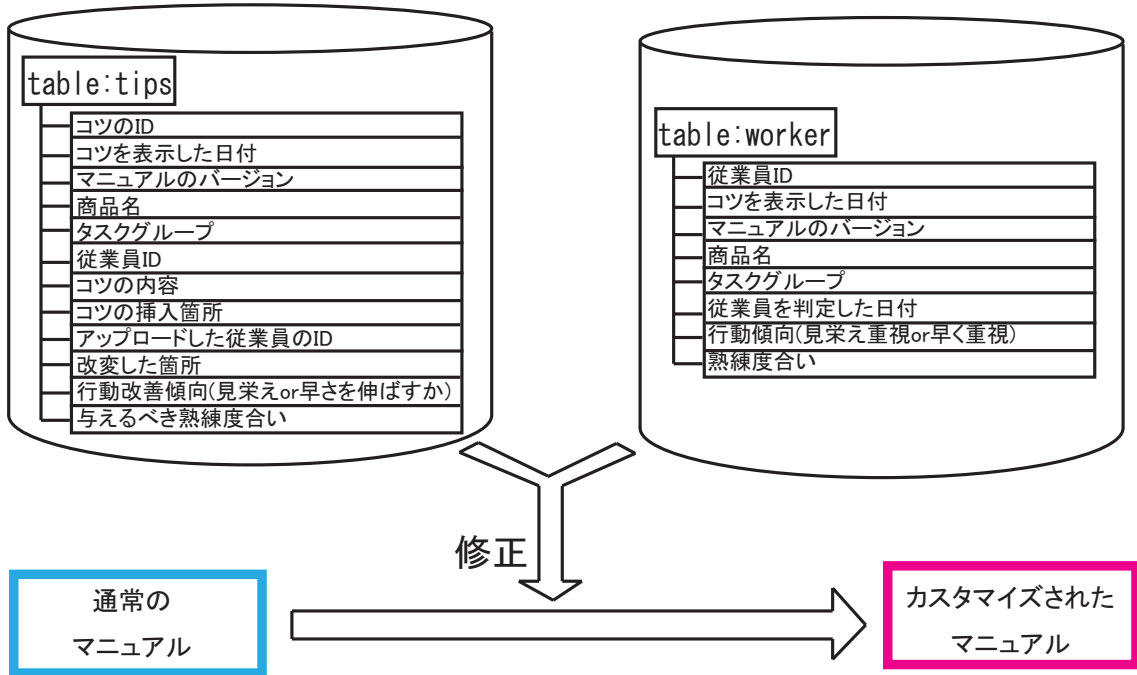 table:tips
コツのID
コツを表示した日付
マニュアルのバージョン
商品名
タスクグループ
従業員ID
コツの内容
コツの挿入箇所
アップロードした従業員のID
改変した箇所
行動改善傾向(見栄えor早さを伸ばすか)
与えるべき熟練度合い
table:worker
従業員ID
コツを表示した日付
マニュアルのバージョン
商品名
タスクグループ
従業員を判定した日付
行動傾向(見栄え重視or早く重視)
熟練度合い
修正
通常の
マニュアル
カスタマイズされた
マニュアル